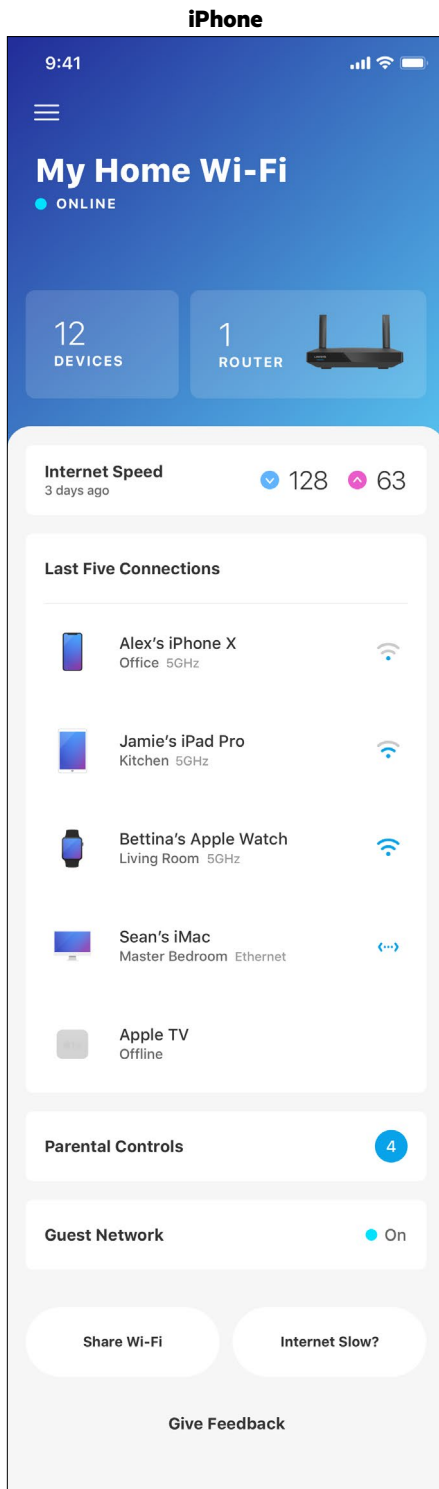 iPhone
9:41
My Home Wi-Fi
ONLINE
12
DEVICES
1
ROUTER
Internet Speed
3 days ago
128
63
Last Five Connections
Alex's iPhone X
Office 5GHz
Jamie's iPad Pro
Kitchen 5GHz
Bettina's Apple Watch
Living Room 5GHz
Sean's iMac
Master Bedroom Ethernet
Apple TV
Offline
Parental Controls
4
Guest Network
On
Share Wi-Fi
Internet Slow?
Give Feedback